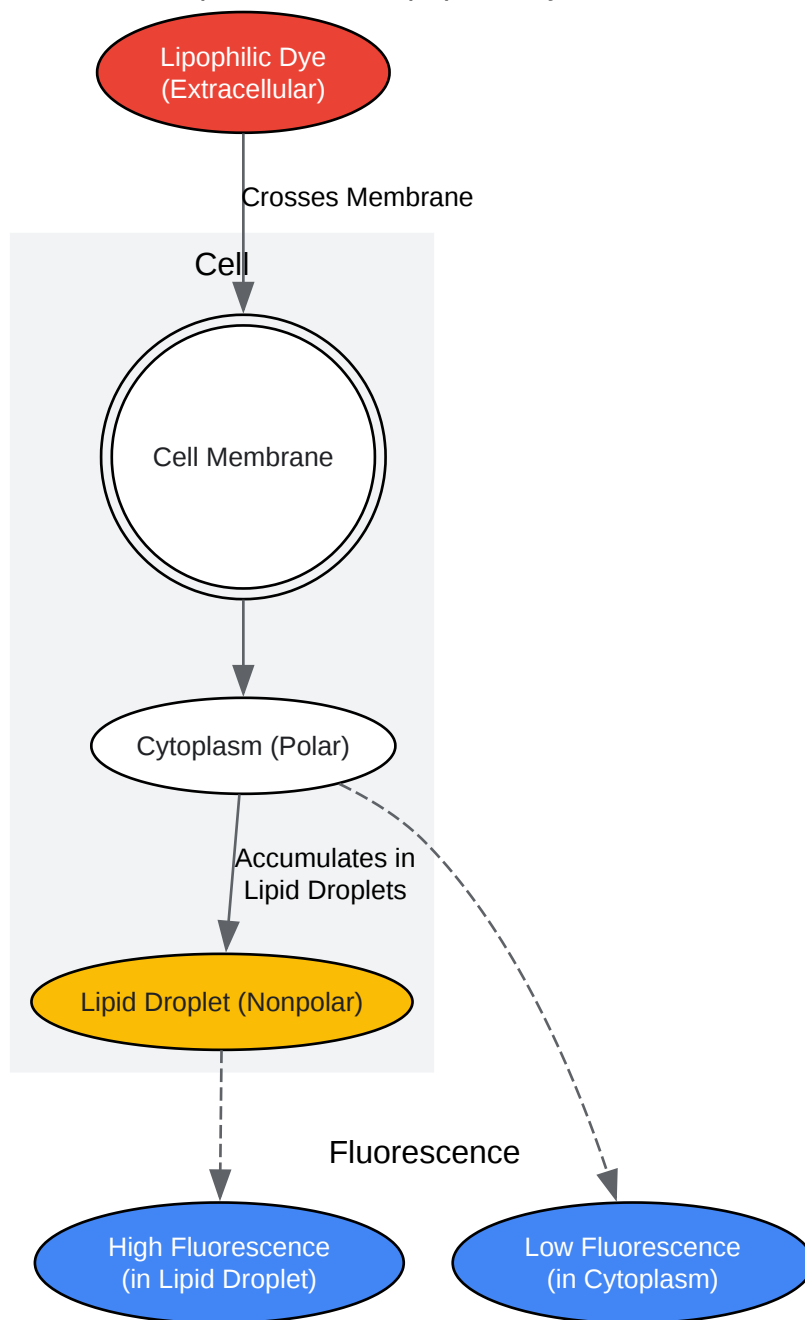 Lipophilic Dye
(Extracellular)
Crosses Membrane
Cell
Cell Membrane
Cytoplasm (Polar)
Accumulates in
Lipid Droplets
Lipid Droplet (Nonpolar)
Fluorescence
High Fluorescence
(in Lipid Droplet)
Low Fluorescence
(in Cytoplasm)